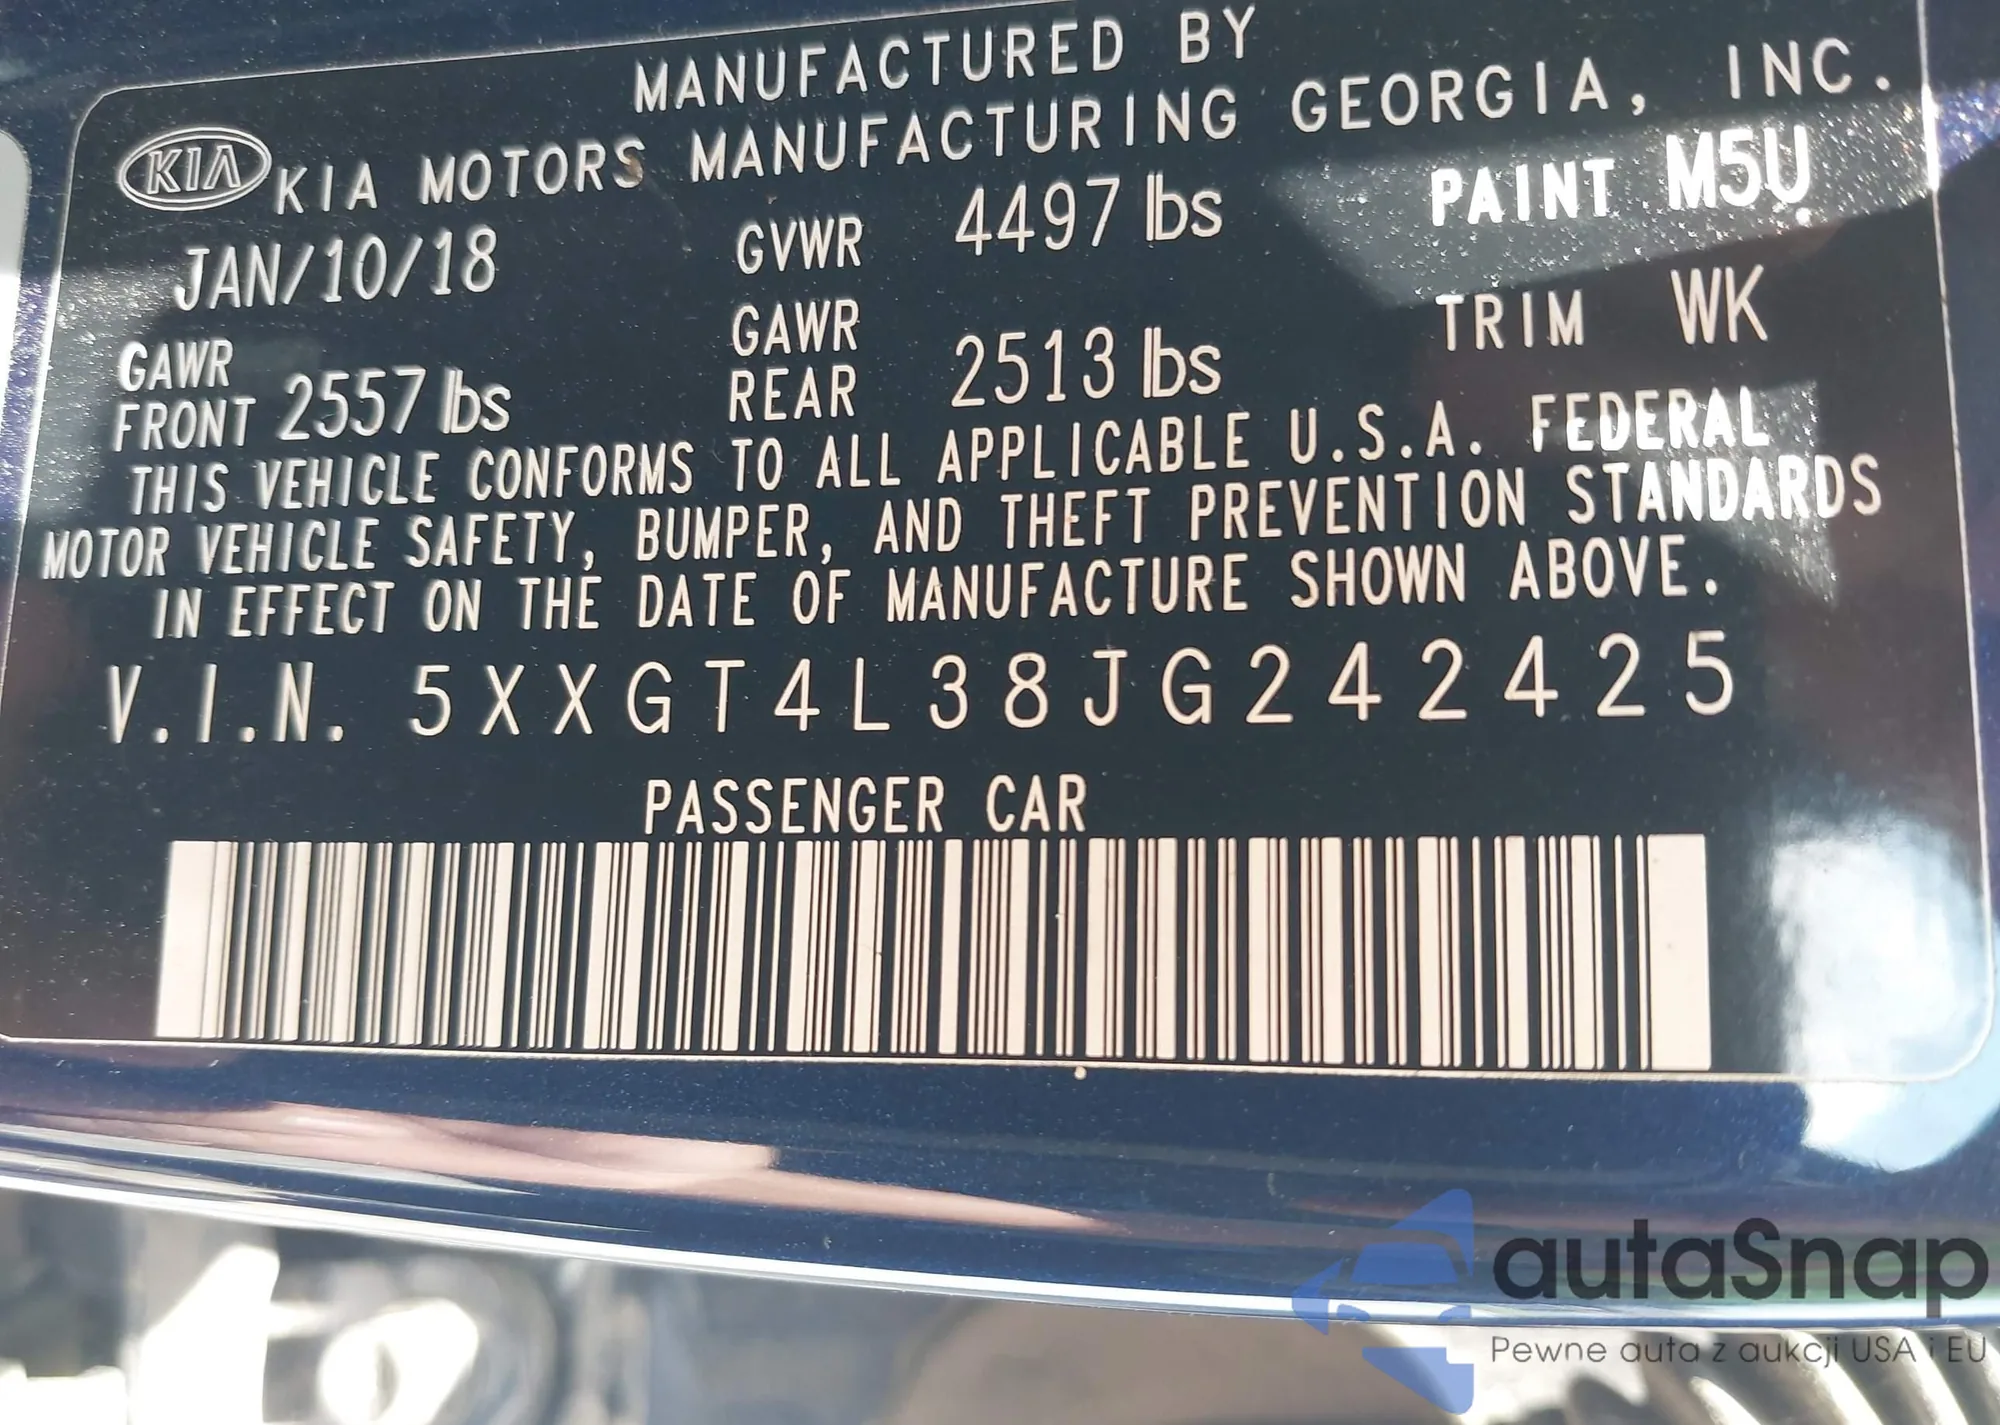 MANUFACTURED BY
KIA KIA MOTORS MANUFACTURING GEORGIA, INC.
JAN/10/18 GVWR 4497 lbs PAINT M5U
GAWR FRONT 2557 lbs GAWR REAR 2513 lbs TRIM WK
THIS VEHICLE CONFORMS TO ALL APPLICABLE U.S.A. FEDERAL
MOTOR VEHICLE SAFETY, BUMPER, AND THEFT PREVENTION STANDARDS
IN EFFECT ON THE DATE OF MANUFACTURE SHOWN ABOVE.
V.I.N. 5XXGT4L38JG242425
PASSENGER CAR
autaSnap
Pewne auta z aukcji USA i EU